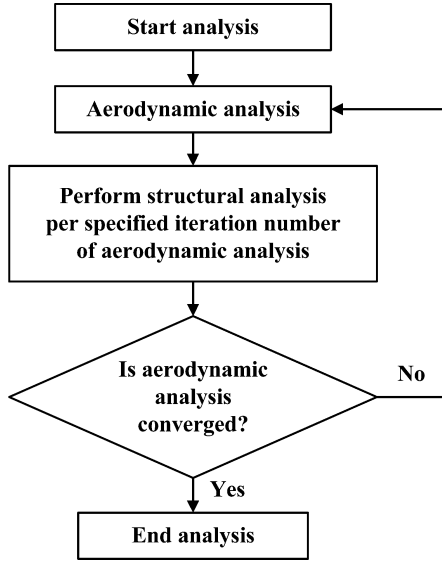 Start analysis
Aerodynamic analysis
Perform structural analysis
per specified iteration number
of aerodynamic analysis
Is aerodynamic
analysis
converged?
No
Yes
End analysis